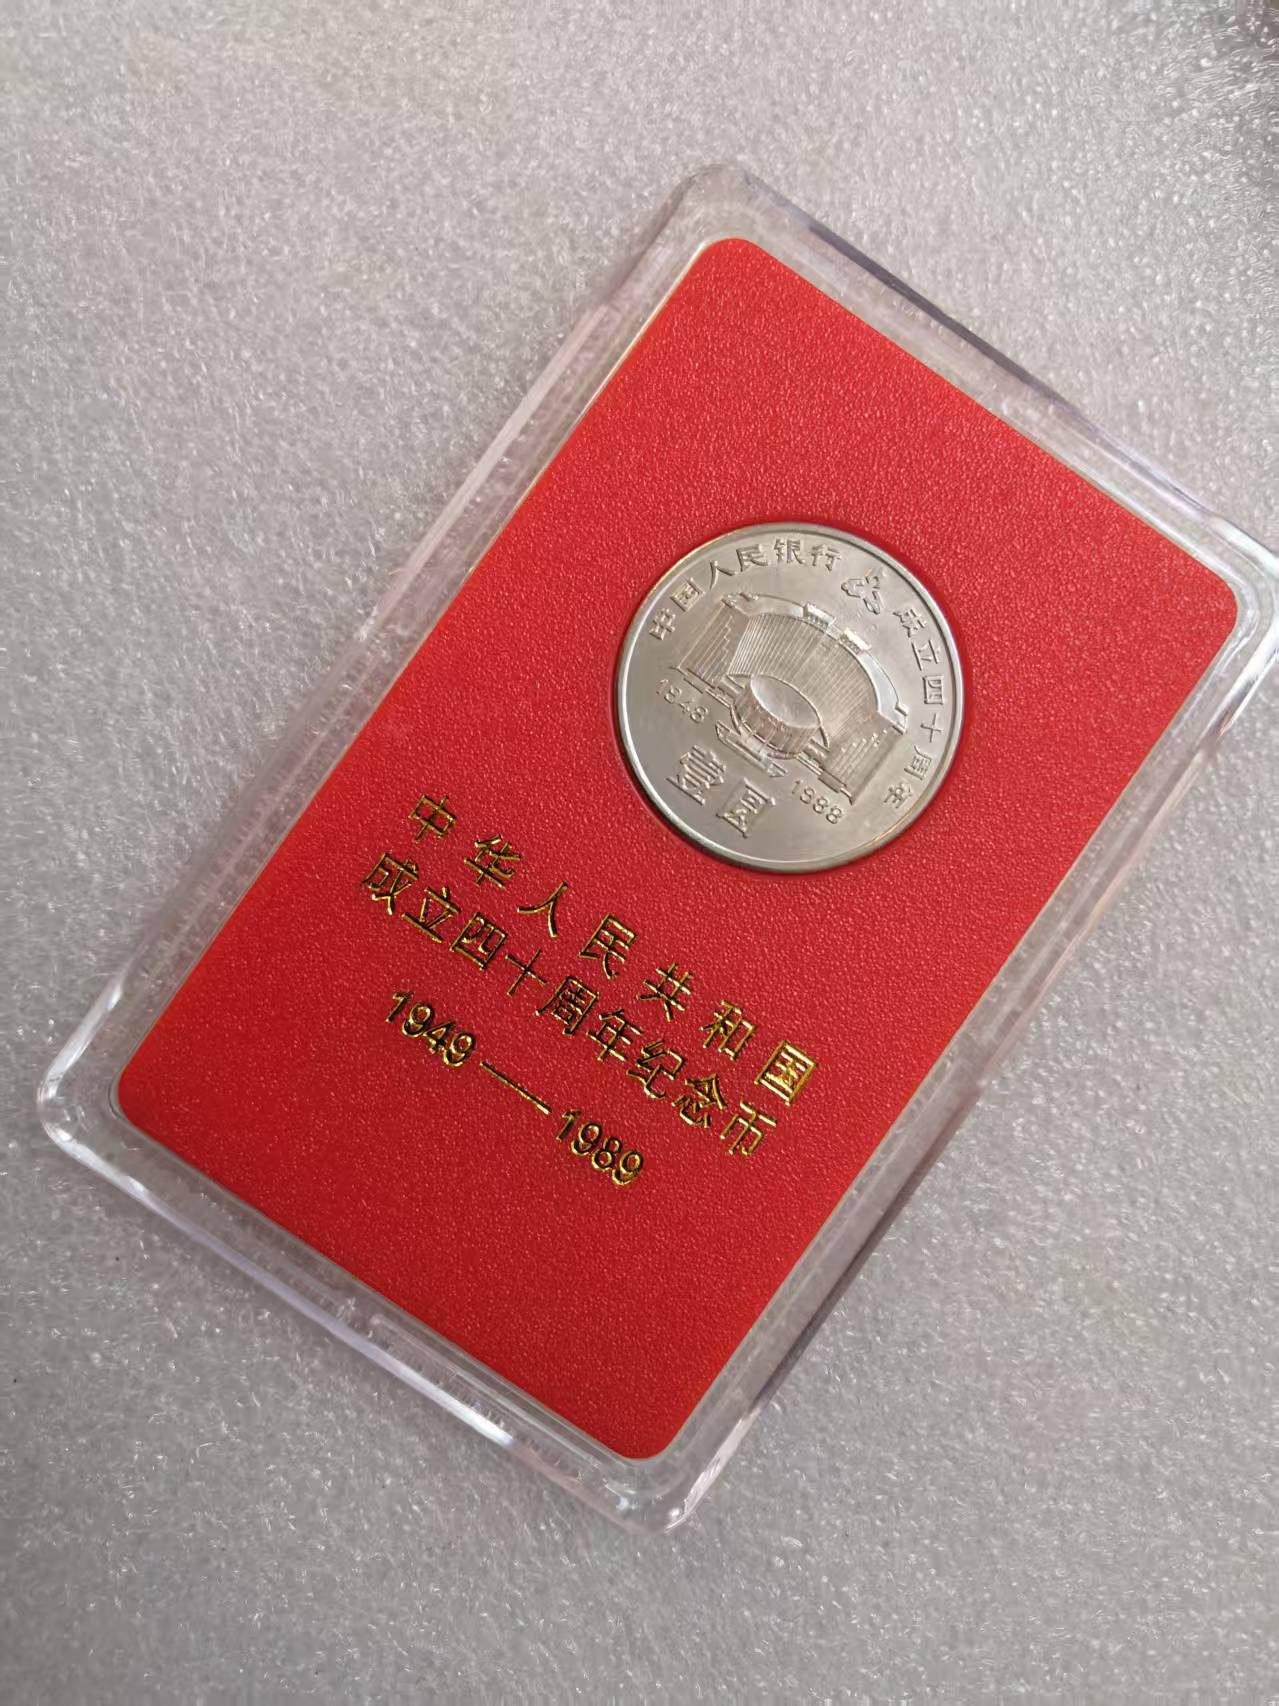 中国人民银行 成立四十周年
1948 1988
壹圆
中华人民共和国
成立四十周年纪念币
1949——1989